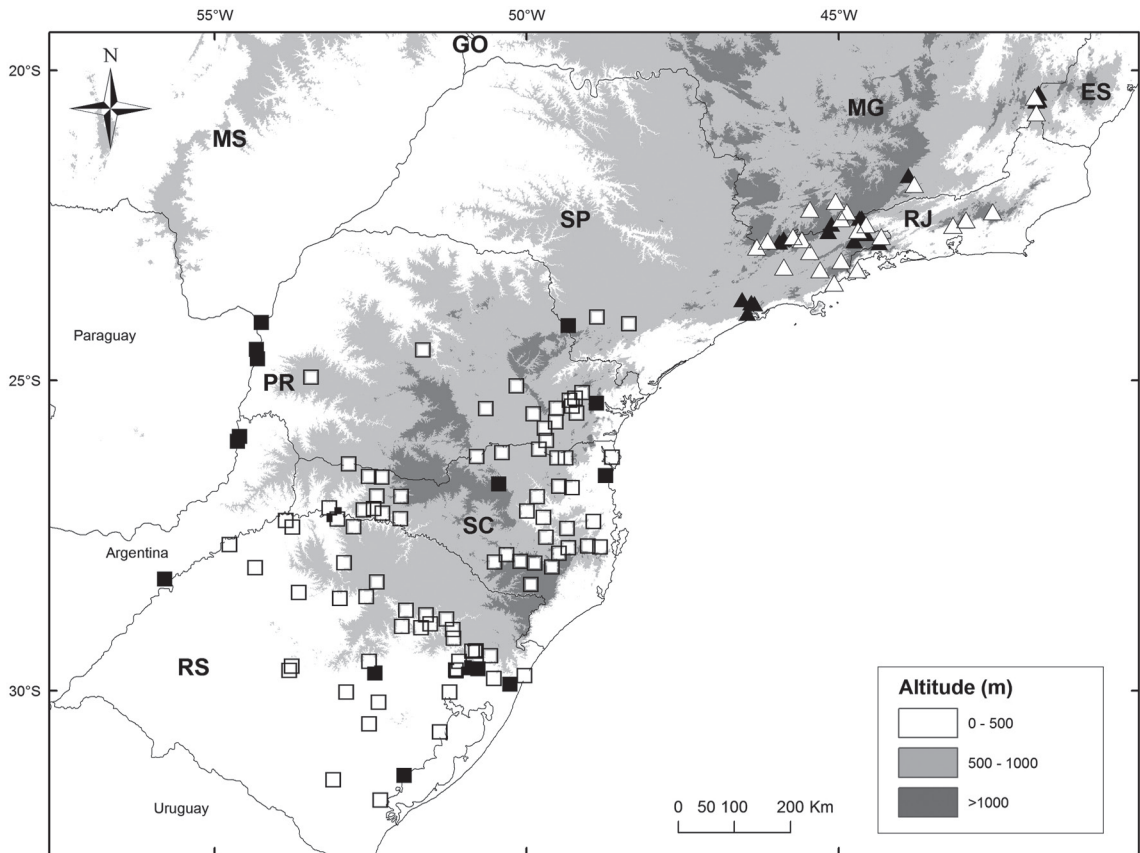 55°W 50°W 45°W
GO
N
20°S
MG
ES
MS
SP
RJ
Paraguay
PR
25°S
SC
Argentina
RS
30°S
Uruguay
Altitude (m)
0 - 500
500 - 1000
>1000
0 50 100 200 Km